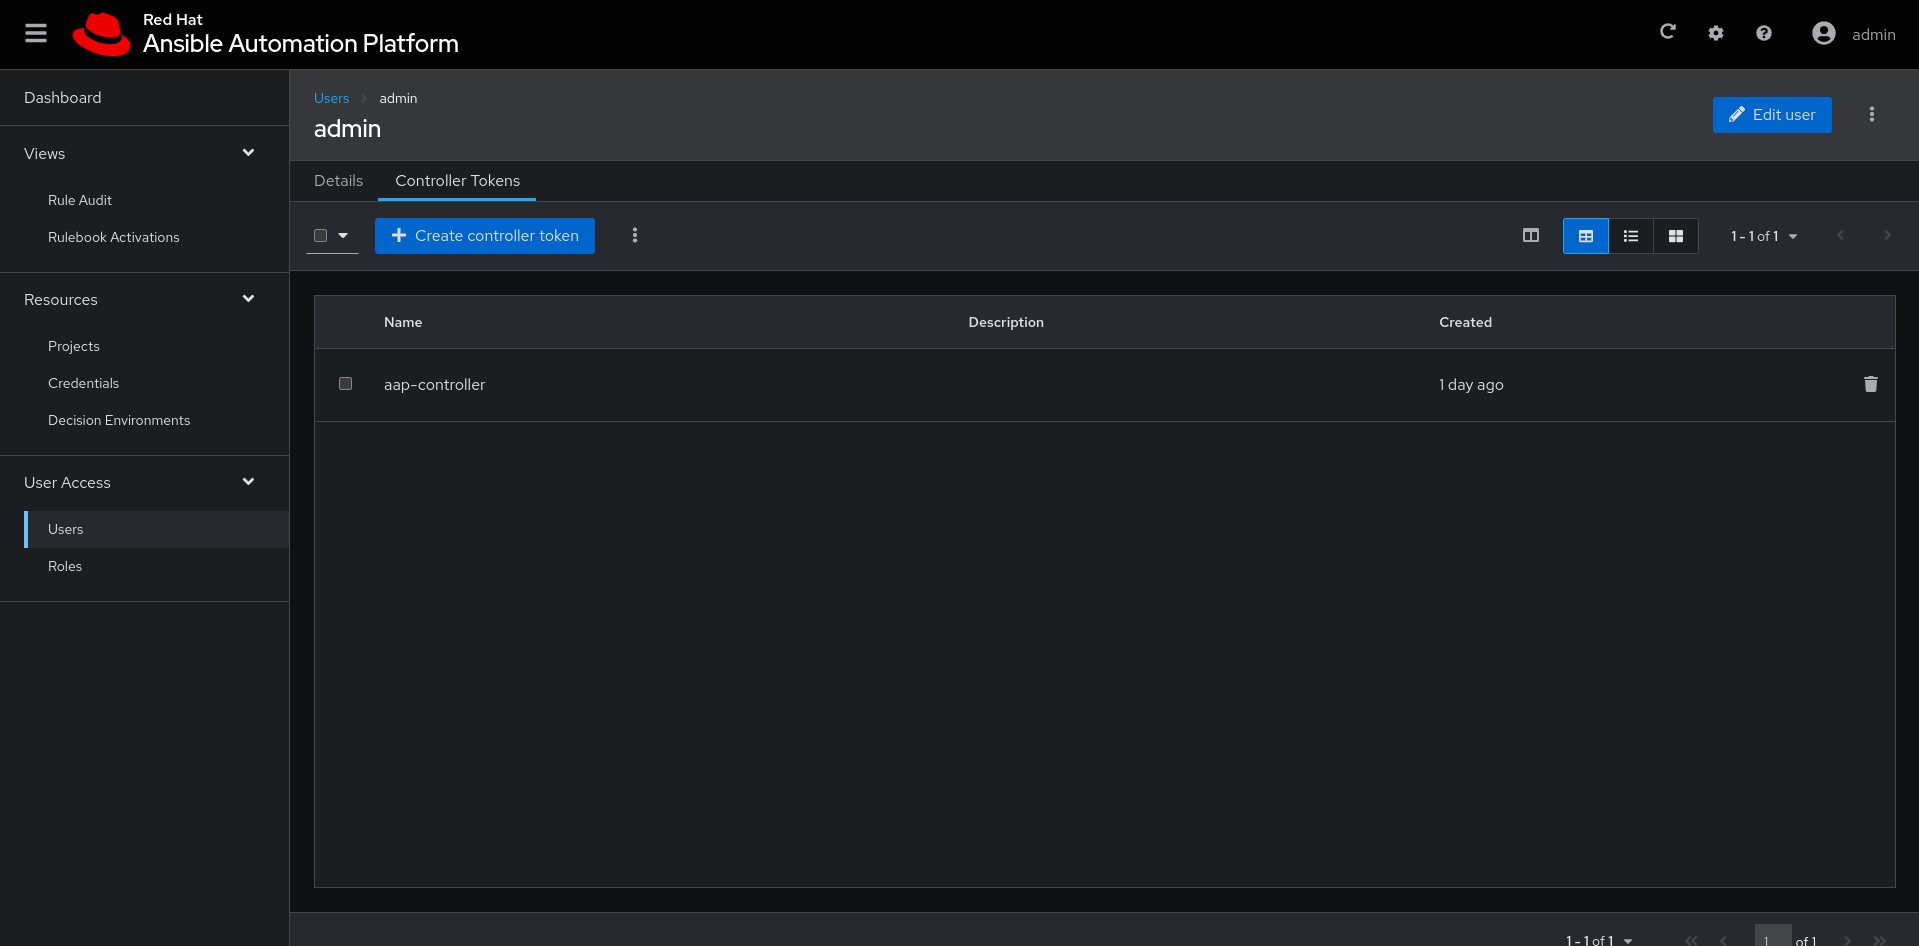 Red Hat
Ansible Automation Platform
admin
Dashboard
Views
Rule Audit
Rulebook Activations
Resources
Projects
Credentials
Decision Environments
User Access
Users
Roles
Users admin
admin
Edit user
Details Controller Tokens
Create controller token
1 - 1 of 1
Name Description Created
aap-controller 1 day ago
1 - 1 of 1 1 of 1